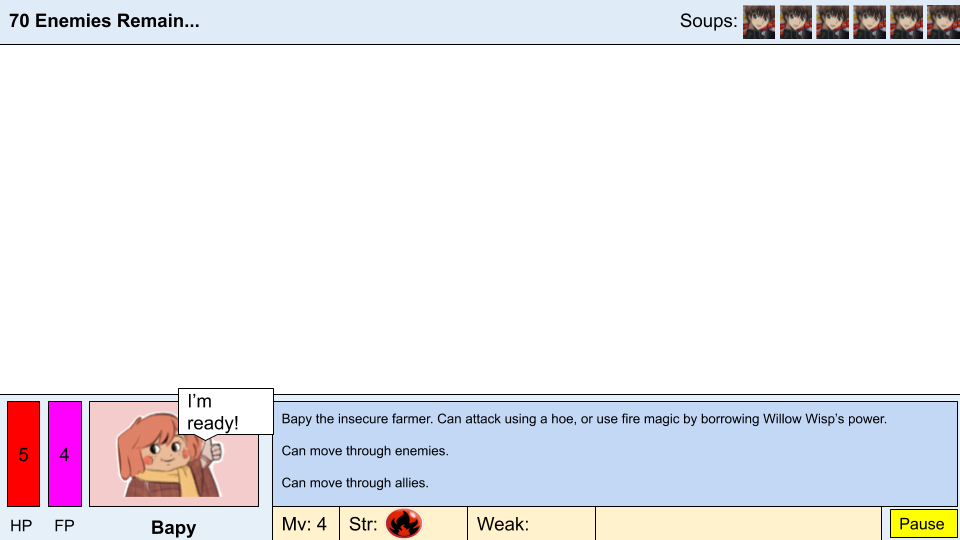 70 Enemies Remain...
Soups:
I'm
ready!
5
4
HP
FP
Bapy
Bapy the insecure farmer. Can attack using a hoe, or use fire magic by borrowing Willow Wisp's power.
Can move through enemies.
Can move through allies.
Mv: 4
Str:
Weak:
Pause